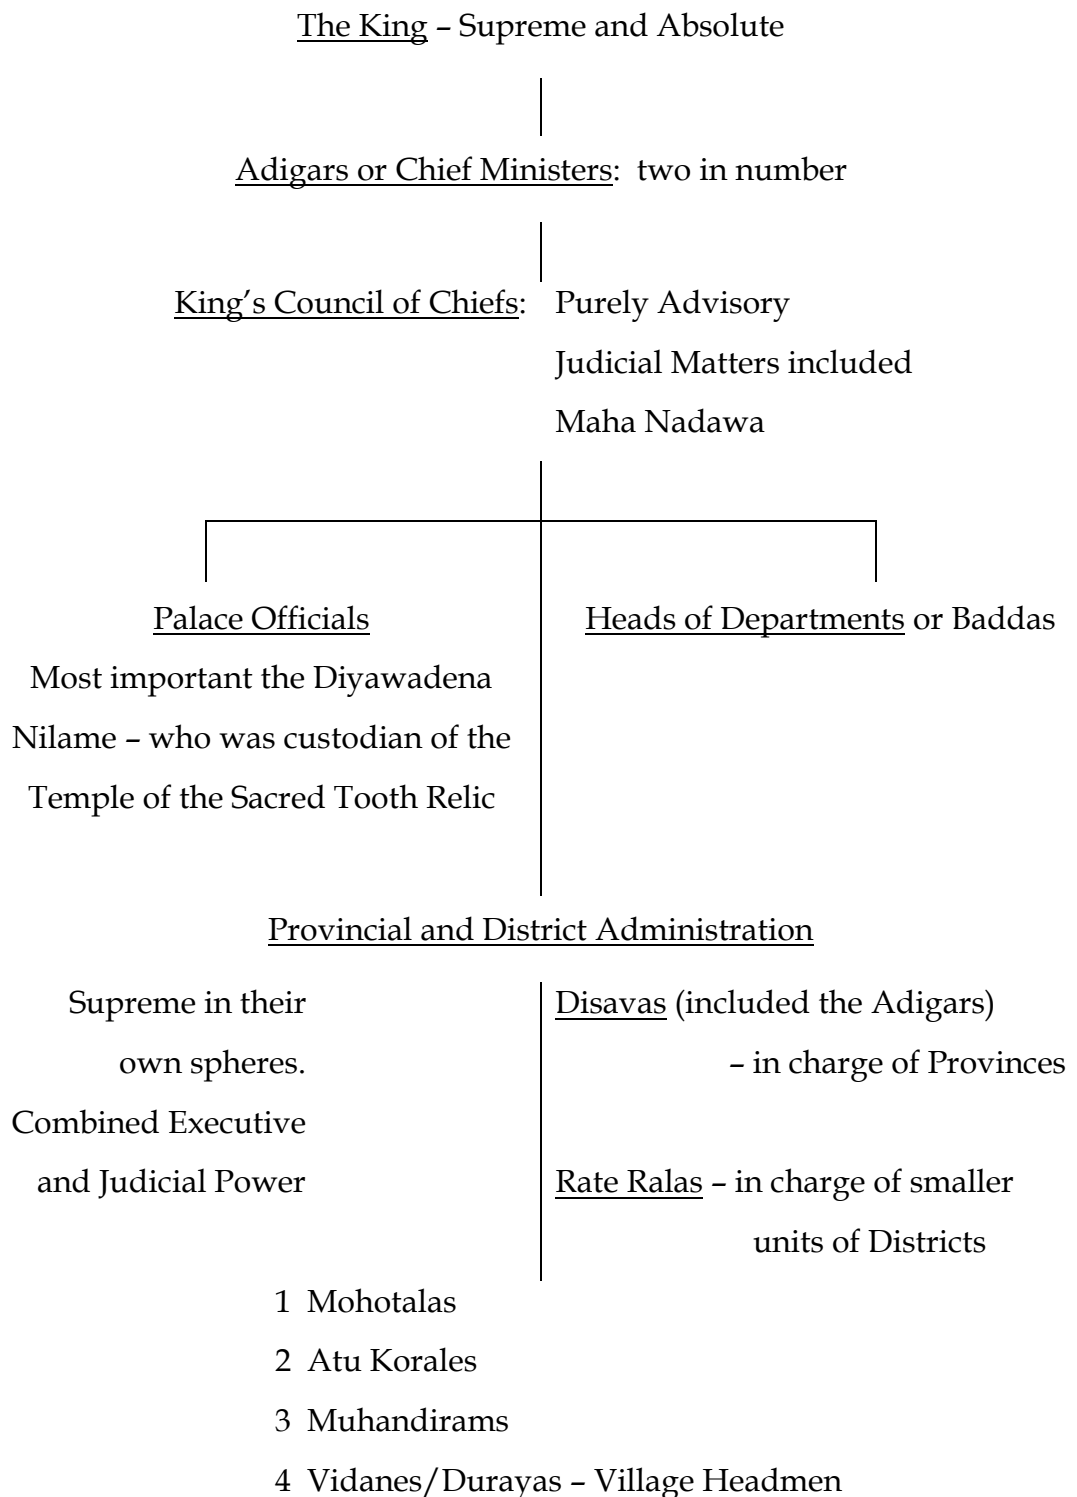 The King – Supreme and Absolute
Adigars or Chief Ministers: two in number
King’s Council of Chiefs: Purely Advisory
Judicial Matters included
Maha Nadawa
Palace Officials
Most important the Diyawadena
Nilame – who was custodian of the
Temple of the Sacred Tooth Relic
Heads of Departments or Baddas
Provincial and District Administration
Supreme in their
own spheres.
Combined Executive
and Judicial Power
Disavas (included the Adigars)
– in charge of Provinces
Rate Ralas – in charge of smaller
units of Districts
1 Mohotalas
2 Atu Korales
3 Muhandirams
4 Vidanes/Durayas – Village Headmen